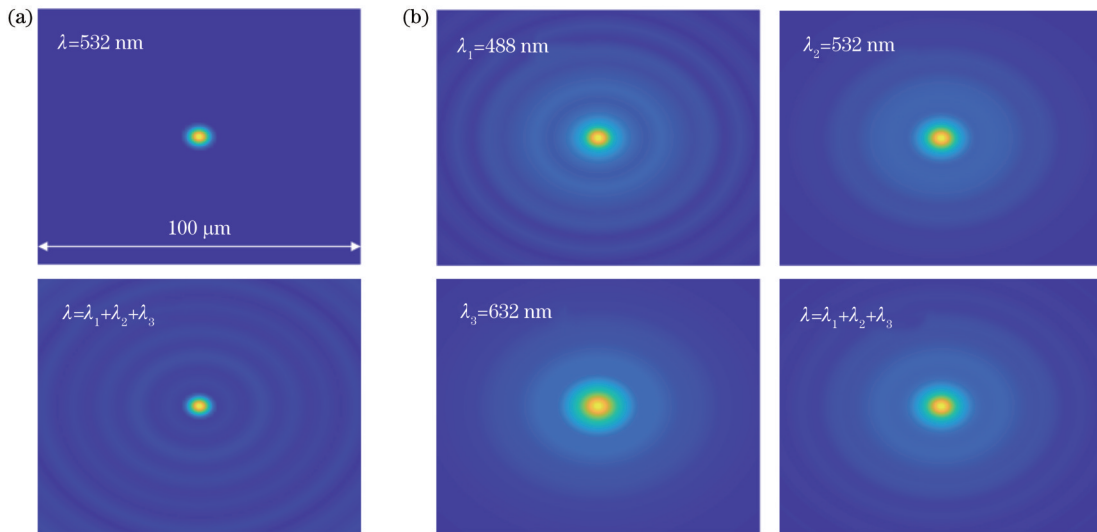 (a)
λ=532 nm
100 μm
λ=λ₁+λ₂+λ₃
(b)
λ₁=488 nm
λ₂=532 nm
λ₃=632 nm
λ=λ₁+λ₂+λ₃